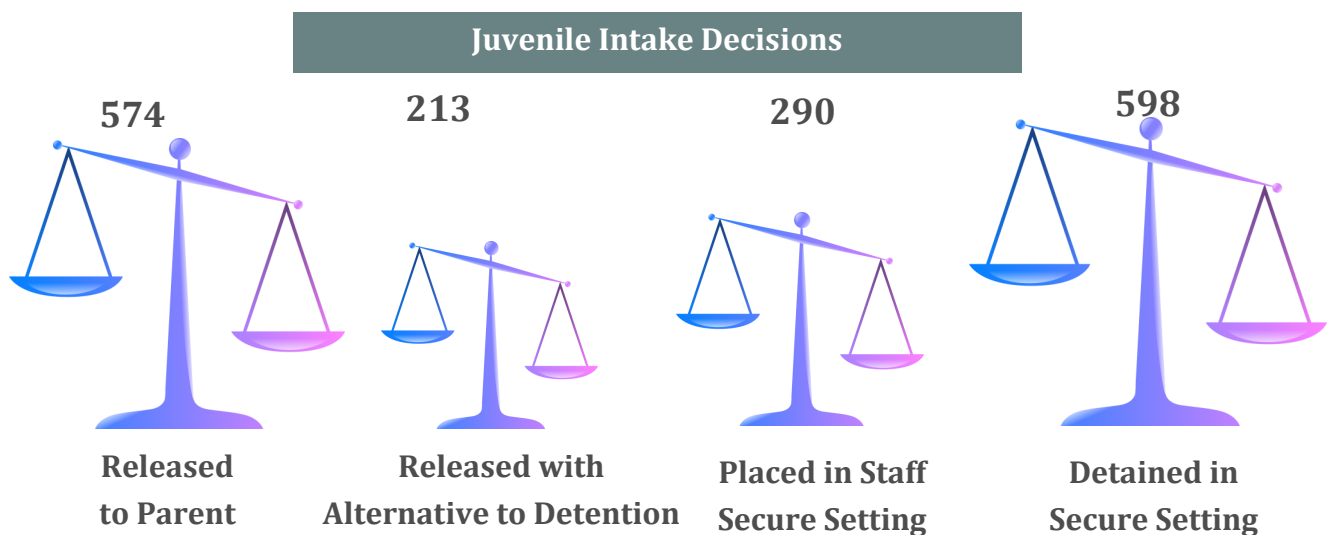 Juvenile Intake Decisions
574
213
290
598
Released
to Parent
Released with
Alternative to Detention
Placed in Staff
Secure Setting
Detained in
Secure Setting